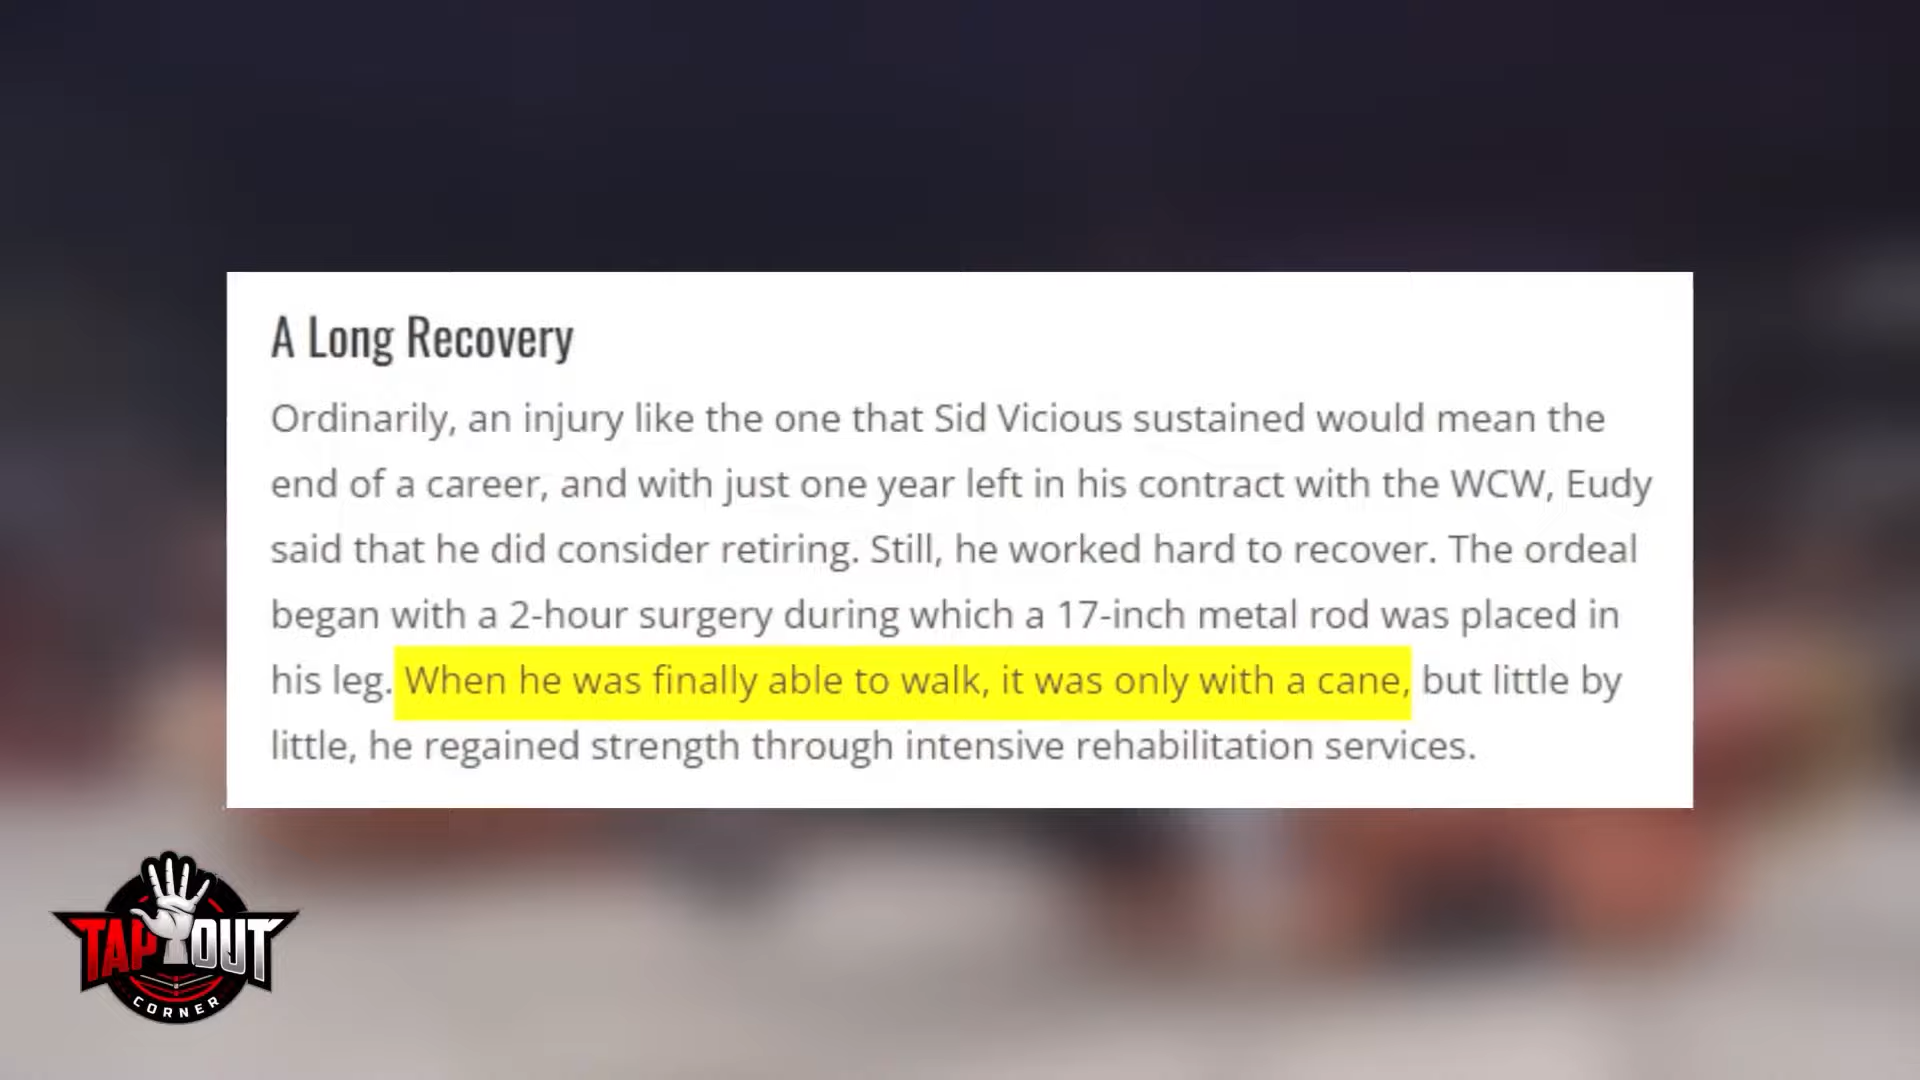 A Long Recovery
Ordinarily, an injury like the one that Sid Vicious sustained would mean the
end of a career, and with just one year left in his contract with the WCW, Eudy
said that he did consider retiring. Still, he worked hard to recover. The ordeal
began with a 2-hour surgery during which a 17-inch metal rod was placed in
his leg. When he was finally able to walk, it was only with a cane, but little by
little, he regained strength through intensive rehabilitation services.
TAP OUT
CORNER